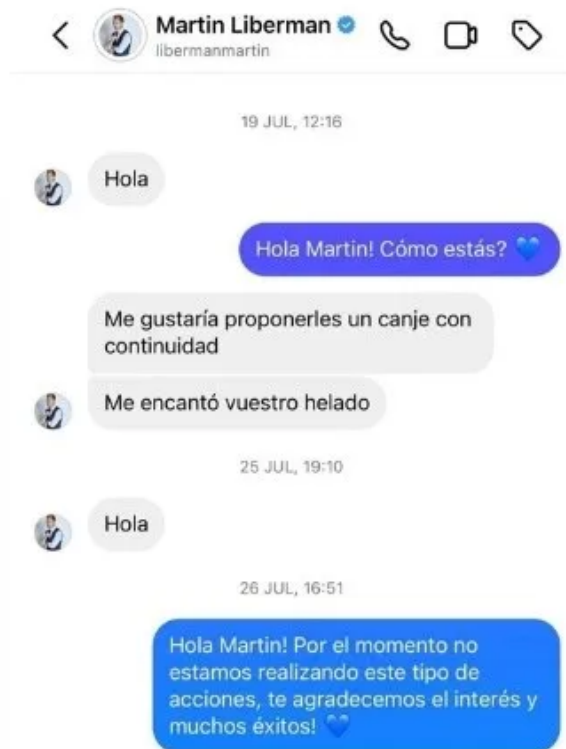 Martin Liberman
libermanmartin
19 JUL, 12:16
Hola
Hola Martin! Cómo estás? 💙
Me gustaría proponerles un canje con
continuidad
Me encantó vuestro helado
25 JUL, 19:10
Hola
26 JUL, 16:51
Hola Martin! Por el momento no
estamos realizando este tipo de
acciones, te agradecemos el interés y
muchos éxitos! 💙